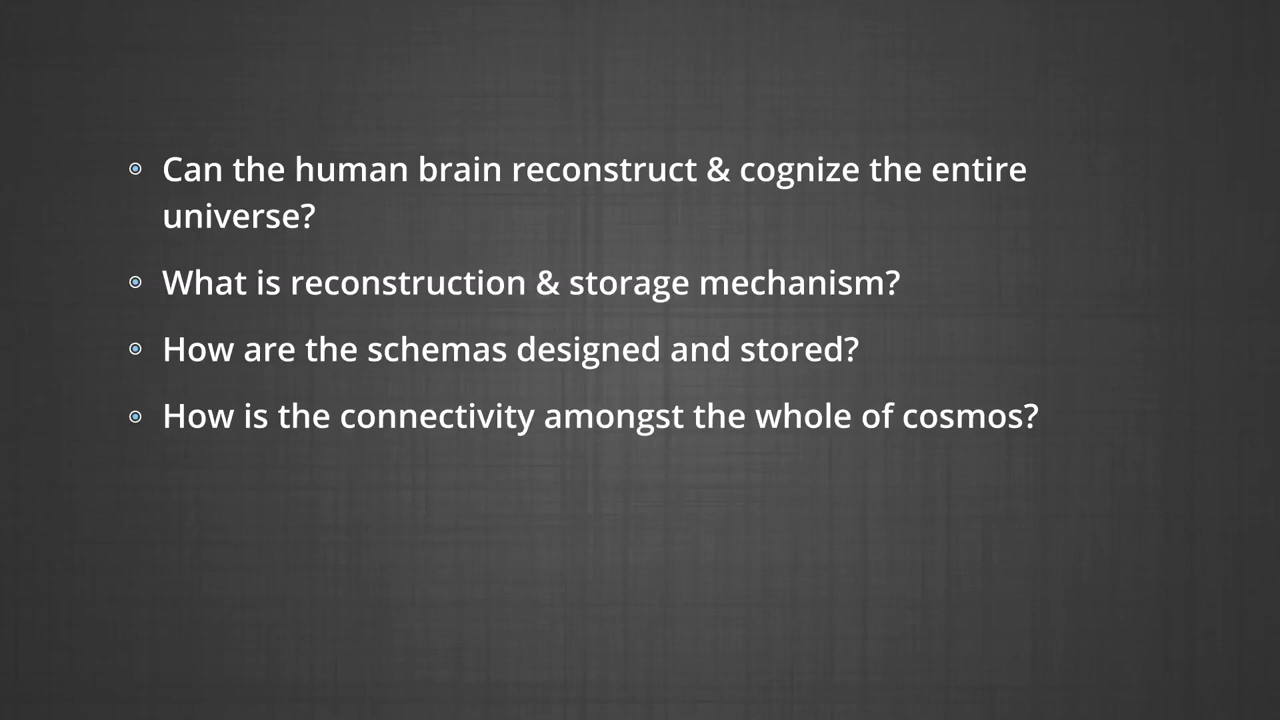 Can the human brain reconstruct & cognize the entire
universe?
What is reconstruction & storage mechanism?
How are the schemas designed and stored?
How is the connectivity amongst the whole of cosmos?